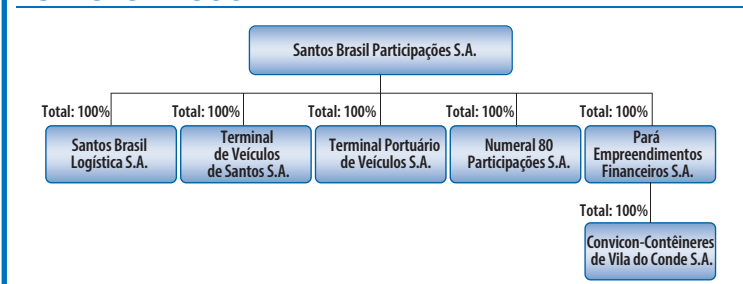 Santos Brasil Participações S.A.
Total: 100% Total: 100% Total: 100% Total: 100% Total: 100%
Santos Brasil
Logística S.A.
Terminal
de Veículos
de Santos S.A.
Terminal Portuário
de Veículos S.A.
Numeral 80
Participações S.A.
Pará
Empreendimentos
Financeiros S.A.
Total: 100%
Convicon-Contêineres
de Vila do Conde S.A.